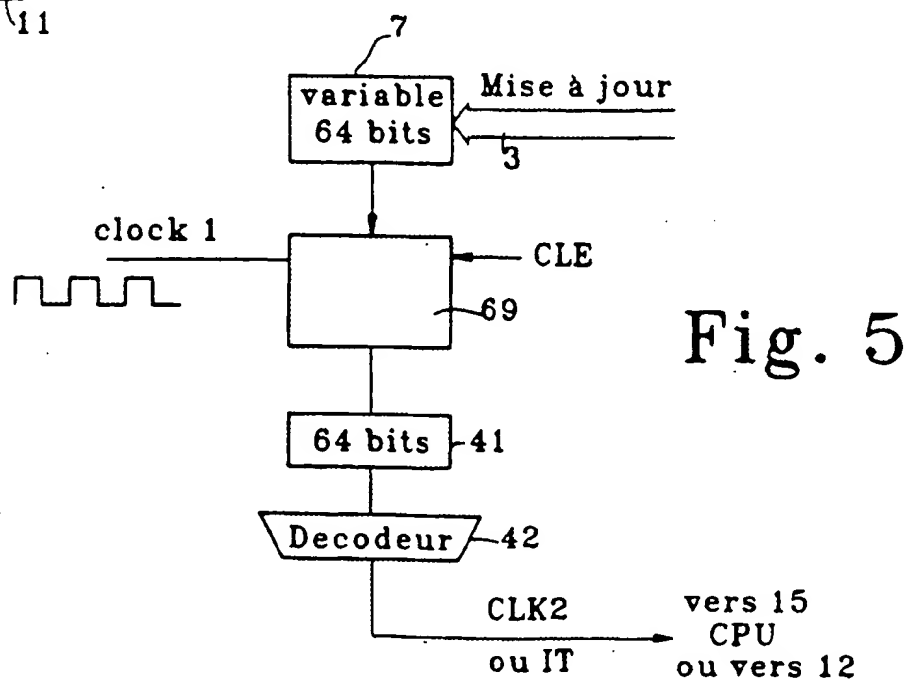 11
7
variable
64 bits
Mise à jour
3
clock 1
CLE
69
Fig. 5
64 bits
41
Decodeur
42
CLK2
ou IT
vers 15
CPU
ou vers 12